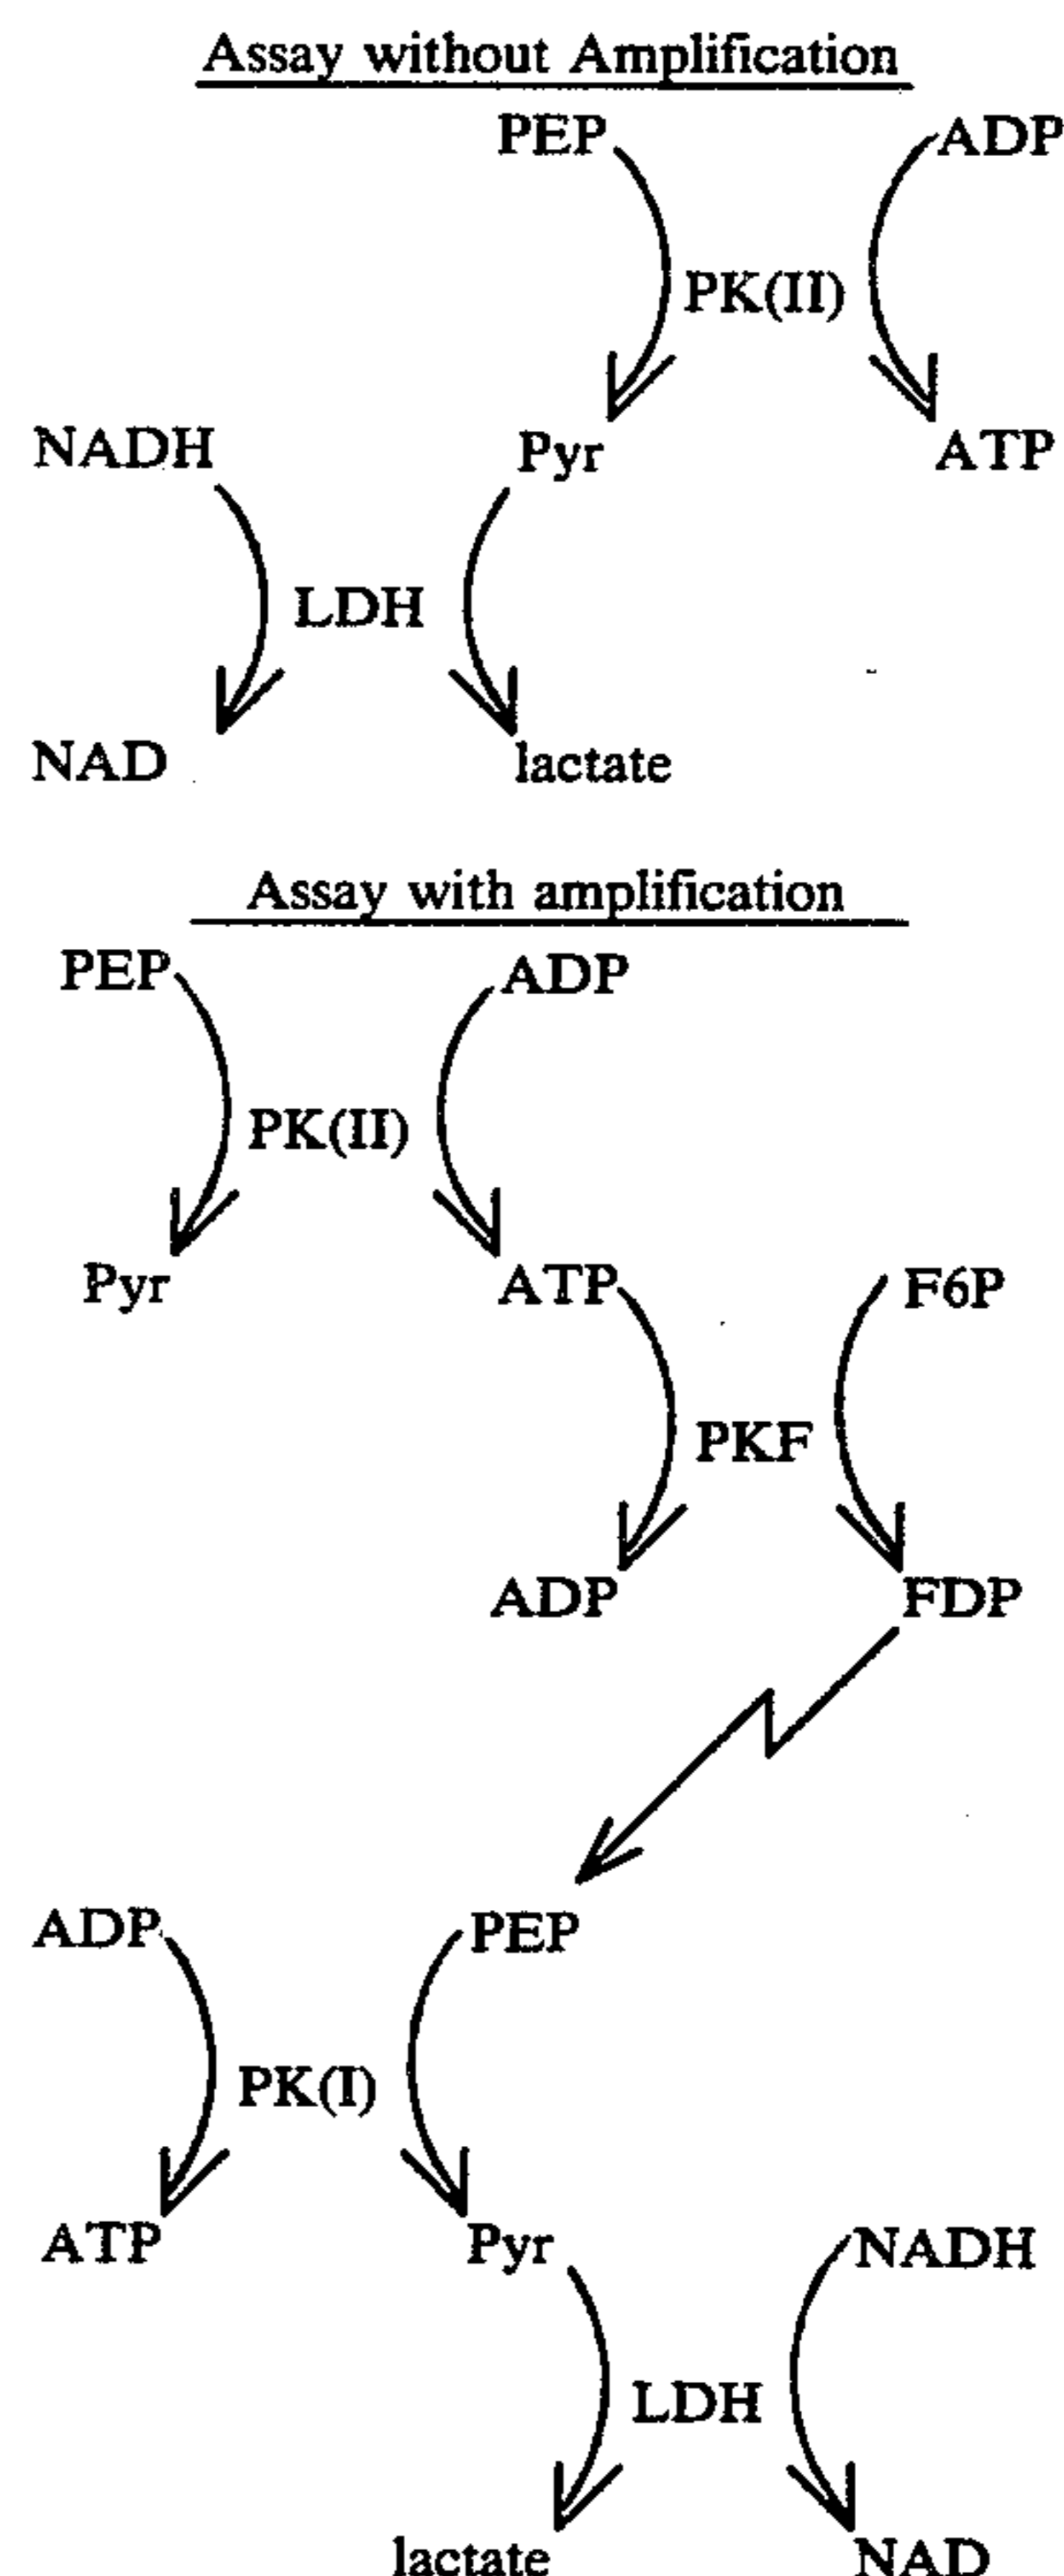 Assay without Amplification
PEP ADP
PK(II)
NADH Pyr ATP
LDH
NAD lactate
Assay with amplification
PEP ADP
PK(II)
Pyr ATP F6P
PKF
ADP FDP
ADP PEP
PK(I)
ATP Pyr NADH
LDH
lactate NAD